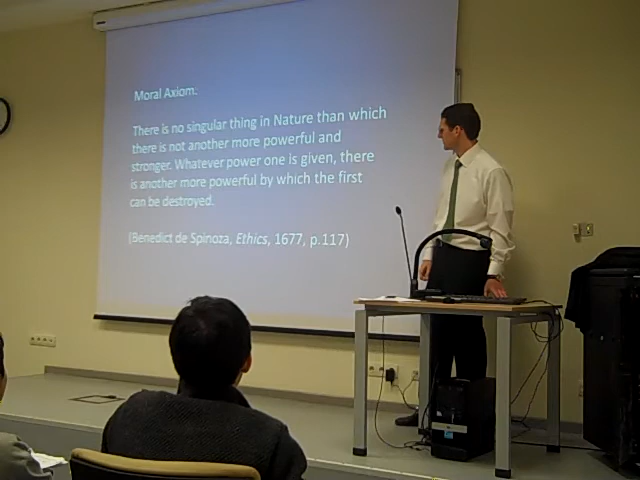 Moral Axiom.
There is no singular thing in Nature than which
there is not another more powerful and
stronger. Whatever power one is given, there
is another more powerful by which the first
can be destroyed.
(Benedict de Spinoza, Ethics, 1677, p.117)